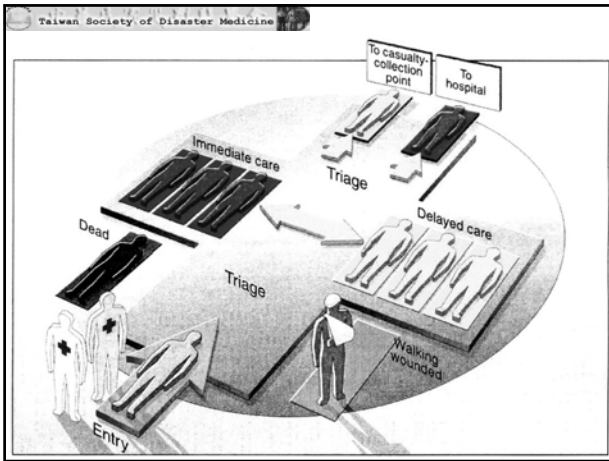 Taiwan Society of Disaster Medicine
To casualty-
collection
point
To
hospital
Immediate care
Triage
Dead
Delayed care
Triage
Walking
wounded
Entry